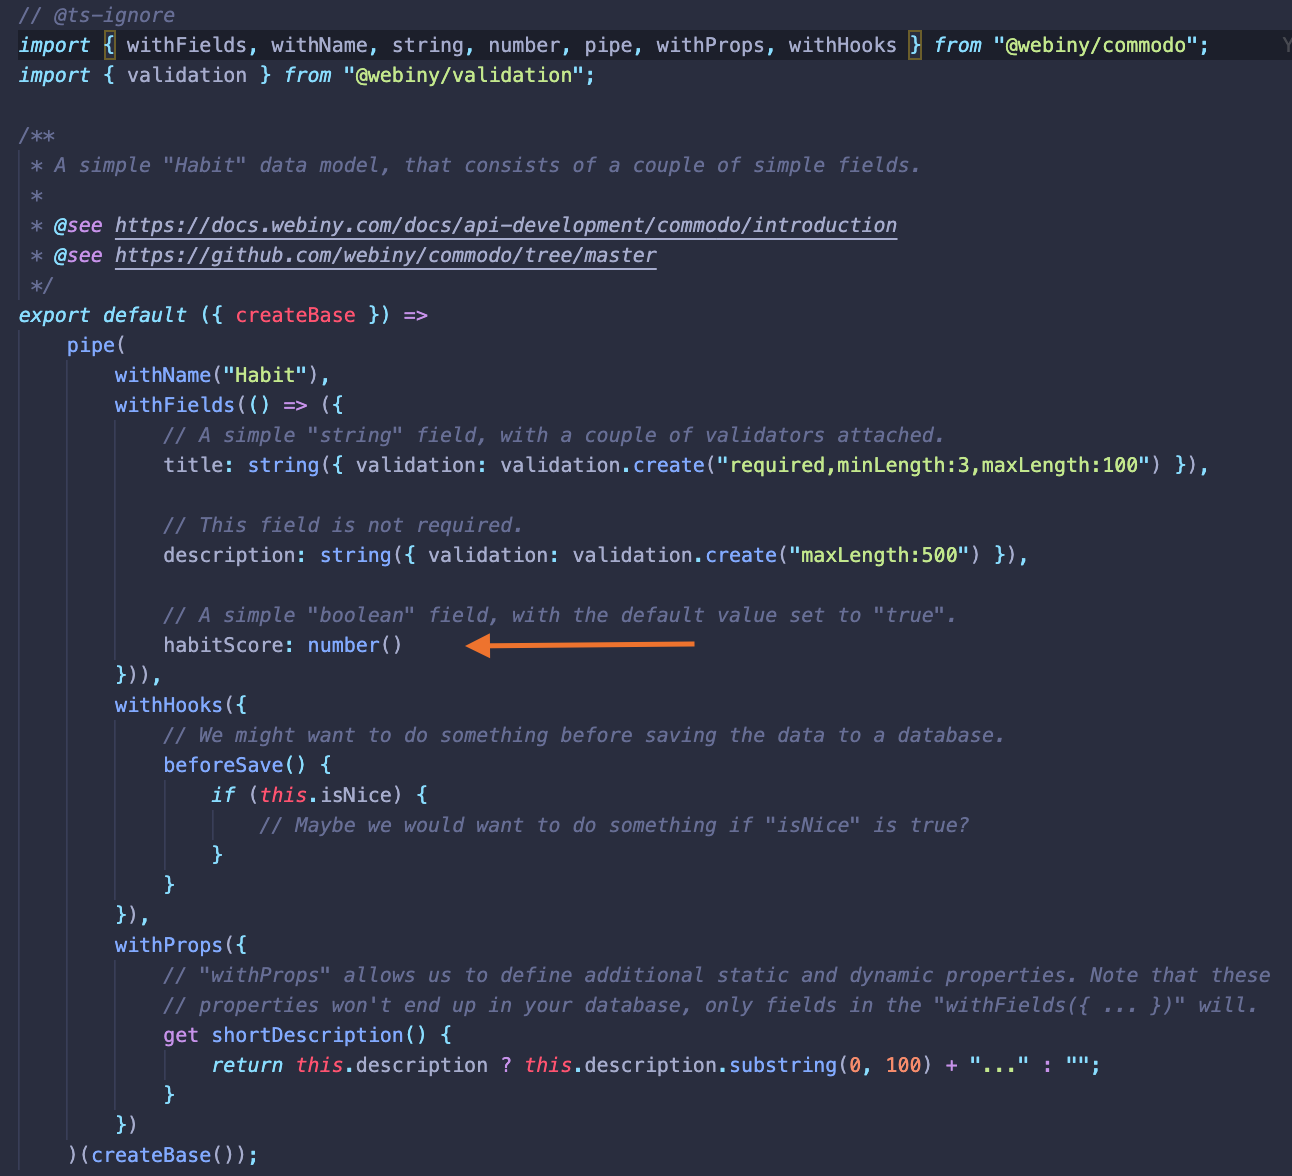 // @ts-ignore
import { withFields, withName, string, number, pipe, withProps, withHooks } from "@webiny/commodo";
import { validation } from "@webiny/validation";
/**
 * A simple "Habit" data model, that consists of a couple of simple fields.
 *
 * @see https://docs.webiny.com/docs/api-development/commodo/introduction
 * @see https://github.com/webiny/commodo/tree/master
 */
export default ({ createBase }) =>
    pipe(
        withName("Habit"),
        withFields(() => ({
            // A simple "string" field, with a couple of validators attached.
            title: string({ validation: validation.create("required,minLength:3,maxLength:100") }),
            // This field is not required.
            description: string({ validation: validation.create("maxLength:500") }),
            // A simple "boolean" field, with the default value set to "true".
            habitScore: number()
        })),
        withHooks({
            // We might want to do something before saving the data to a database.
            beforeSave() {
                if (this.isNice) {
                    // Maybe we would want to do something if "isNice" is true?
                }
            }
        }),
        withProps({
            // "withProps" allows us to define additional static and dynamic properties. Note that these
            // properties won't end up in your database, only fields in the "withFields({ ... })" will.
            get shortDescription() {
                return this.description ? this.description.substring(0, 100) + "..." : "";
            }
        })
    )(createBase());